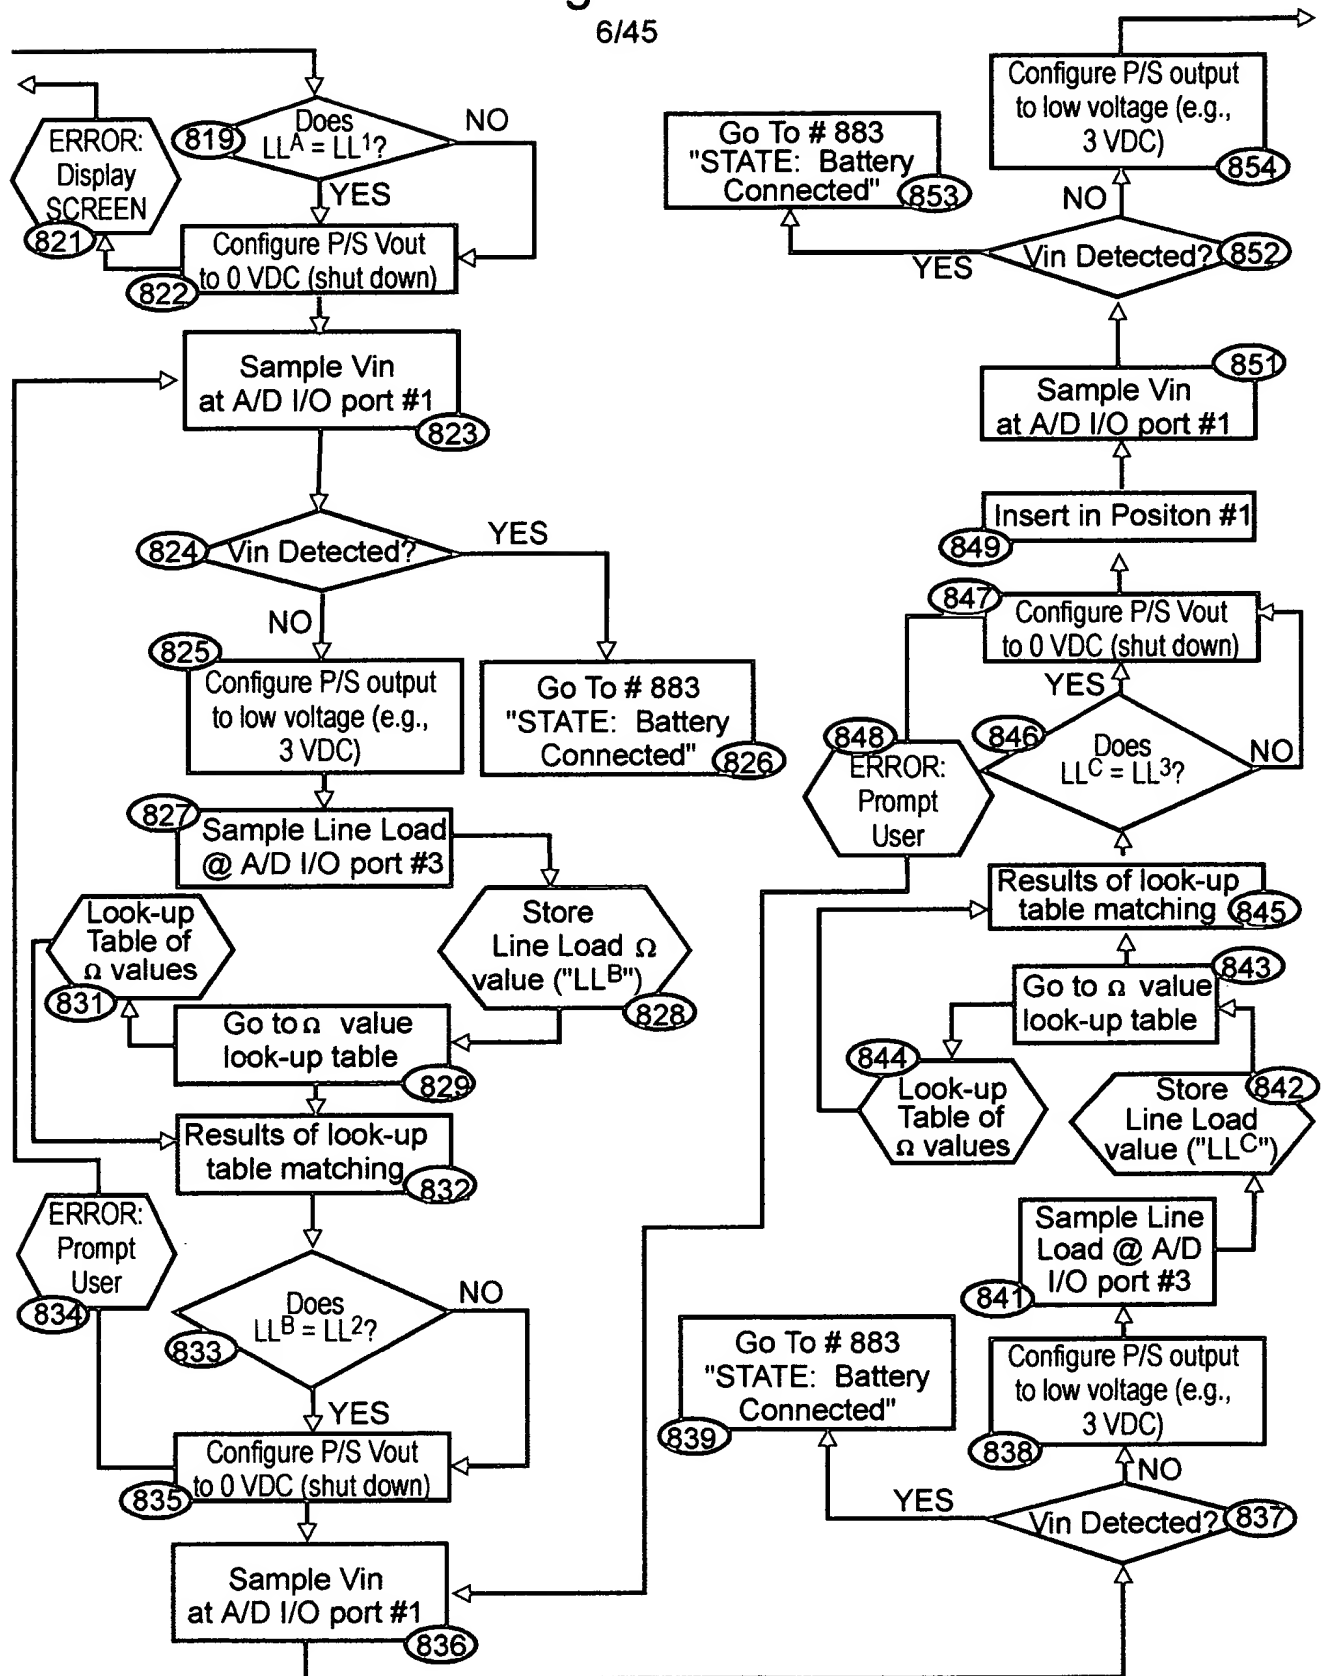 6/45
819
Does
LLA = LL1?
NO
YES
ERROR:
Display
SCREEN
821
Configure P/S Vout
to 0 VDC (shut down)
822
Sample Vin
at A/D I/O port #1
823
824
Vin Detected?
YES
NO
825
Configure P/S output
to low voltage (e.g.,
3 VDC)
Go To # 883
"STATE: Battery
Connected"
826
827
Sample Line Load
@ A/D I/O port #3
Look-up
Table of
Ω values
831
Store
Line Load Ω
value ("LLB")
828
Go to Ω value
look-up table
829
Results of look-up
table matching
832
ERROR:
Prompt
User
834
Does
LLB = LL2?
833
NO
YES
Configure P/S Vout
to 0 VDC (shut down)
835
Sample Vin
at A/D I/O port #1
836
Configure P/S output
to low voltage (e.g.,
3 VDC)
854
Go To # 883
"STATE: Battery
Connected"
853
NO
Vin Detected?
852
YES
851
Sample Vin
at A/D I/O port #1
Insert in Positon #1
849
847
Configure P/S Vout
to 0 VDC (shut down)
YES
848
ERROR:
Prompt
User
846
Does
LLC = LL3?
NO
Results of look-up
table matching
845
843
Go to Ω value
look-up table
844
Look-up
Table of
Ω values
842
Store
Line Load
value ("LLC")
Sample Line
Load @ A/D
I/O port #3
841
Go To # 883
"STATE: Battery
Connected"
839
Configure P/S output
to low voltage (e.g.,
3 VDC)
838
NO
YES
Vin Detected?
837